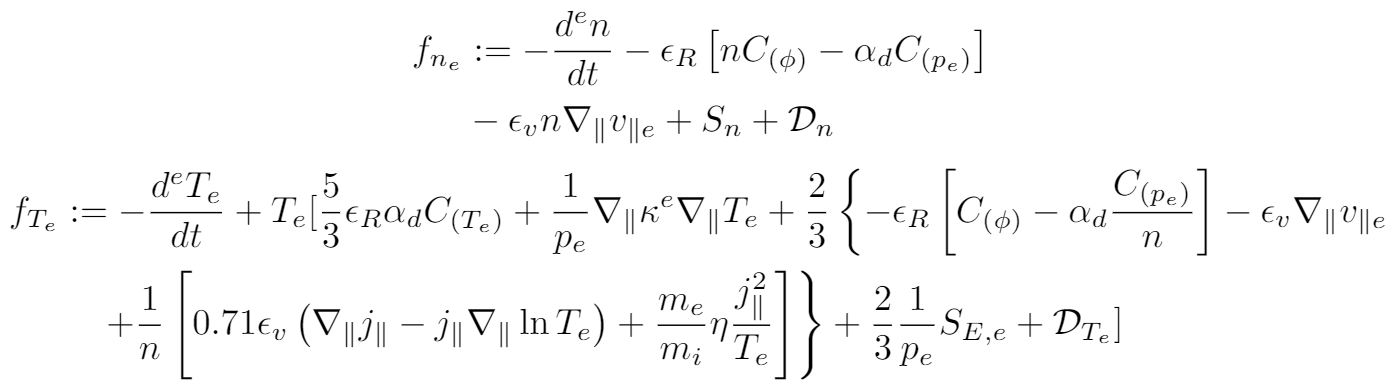 f_{n_e} := -\frac{d^e n}{dt} - \epsilon_R \left[ n C_{(\phi)} - \alpha_d C_{(p_e)} \right]
- \epsilon_v n \nabla_{\parallel} v_{\parallel e} + S_n + \mathcal{D}_n
f_{T_e} := -\frac{d^e T_e}{dt} + T_e [ \frac{5}{3} \epsilon_R \alpha_d C_{(T_e)} + \frac{1}{p_e} \nabla_{\parallel} \kappa^e \nabla_{\parallel} T_e + \frac{2}{3} \left\{ -\epsilon_R \left[ C_{(\phi)} - \alpha_d \frac{C_{(p_e)}}{n} \right] - \epsilon_v \nabla_{\parallel} v_{\parallel e} \right.
\left. + \frac{1}{n} \left[ 0.71 \epsilon_v \left( \nabla_{\parallel} j_{\parallel} - j_{\parallel} \nabla_{\parallel} \ln T_e \right) + \frac{m_e}{m_i} \eta \frac{j_{\parallel}^2}{T_e} \right] \right\} + \frac{2}{3} \frac{1}{p_e} S_{E,e} + \mathcal{D}_{T_e} ]